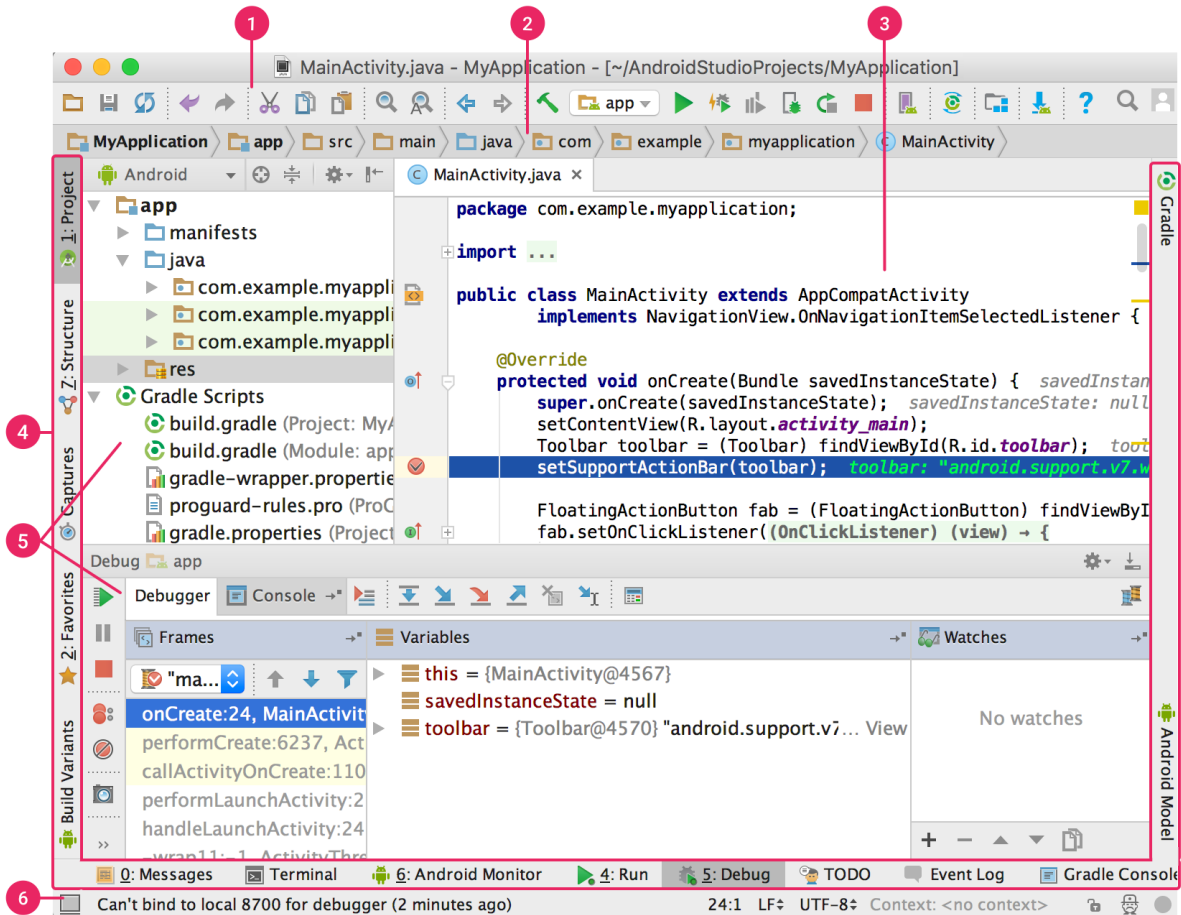 1 2 3
MainActivity.java - MyApplication - [~/AndroidStudioProjects/MyApplication]
app
MyApplication app src main java com example myapplication MainActivity
1: Project
Z: Structure
Captures
2: Favorites
Build Variants
4
5
6
Android
app
manifests
java
com.example.myappli
com.example.myappli
com.example.myappli
res
Gradle Scripts
build.gradle (Project: MyA
build.gradle (Module: app
gradle-wrapper.propertie
proguard-rules.pro (ProG
gradle.properties (Project
MainActivity.java
package com.example.myapplication;
import ...
public class MainActivity extends AppCompatActivity
implements NavigationView.OnNavigationItemSelectedListener {
@Override
protected void onCreate(Bundle savedInstanceState) { savedInstan
super.onCreate(savedInstanceState); savedInstanceState: null
setContentView(R.layout.activity_main);
Toolbar toolbar = (Toolbar) findViewById(R.id.toolbar); tool
setSupportActionBar(toolbar); toolbar: "android.support.v7.w
FloatingActionButton fab = (FloatingActionButton) findViewByI
fab.setOnClickListener((OnClickListener) (view) → {
Gradle
Android Model
Debug app
Debugger Console
Frames Variables Watches
"ma...
onCreate:24, MainActivit
performCreate:6237, Act
callActivityOnCreate:110
performLaunchActivity:2
handleLaunchActivity:24
-wrap11:-1, ActivityThre
this = {MainActivity@4567}
savedInstanceState = null
toolbar = {Toolbar@4570} "android.support.v7... View
No watches
0: Messages Terminal 6: Android Monitor 4: Run 5: Debug TODO Event Log Gradle Console
Can't bind to local 8700 for debugger (2 minutes ago) 24:1 LF UTF-8 Context: <no context>